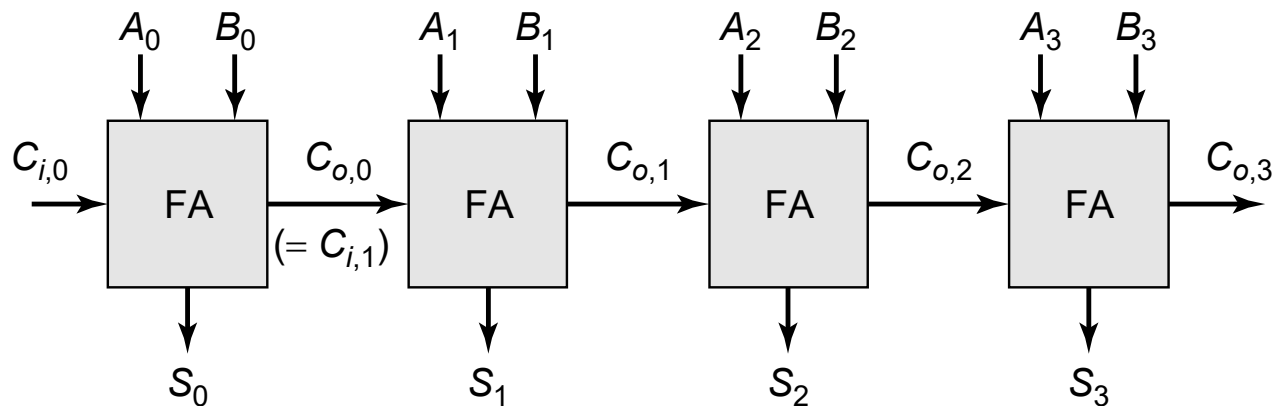 A0 B0 A1 B1 A2 B2 A3 B3
Ci,0 Co,0 Co,1 Co,2 Co,3
FA FA FA FA
(= Ci,1)
S0 S1 S2 S3